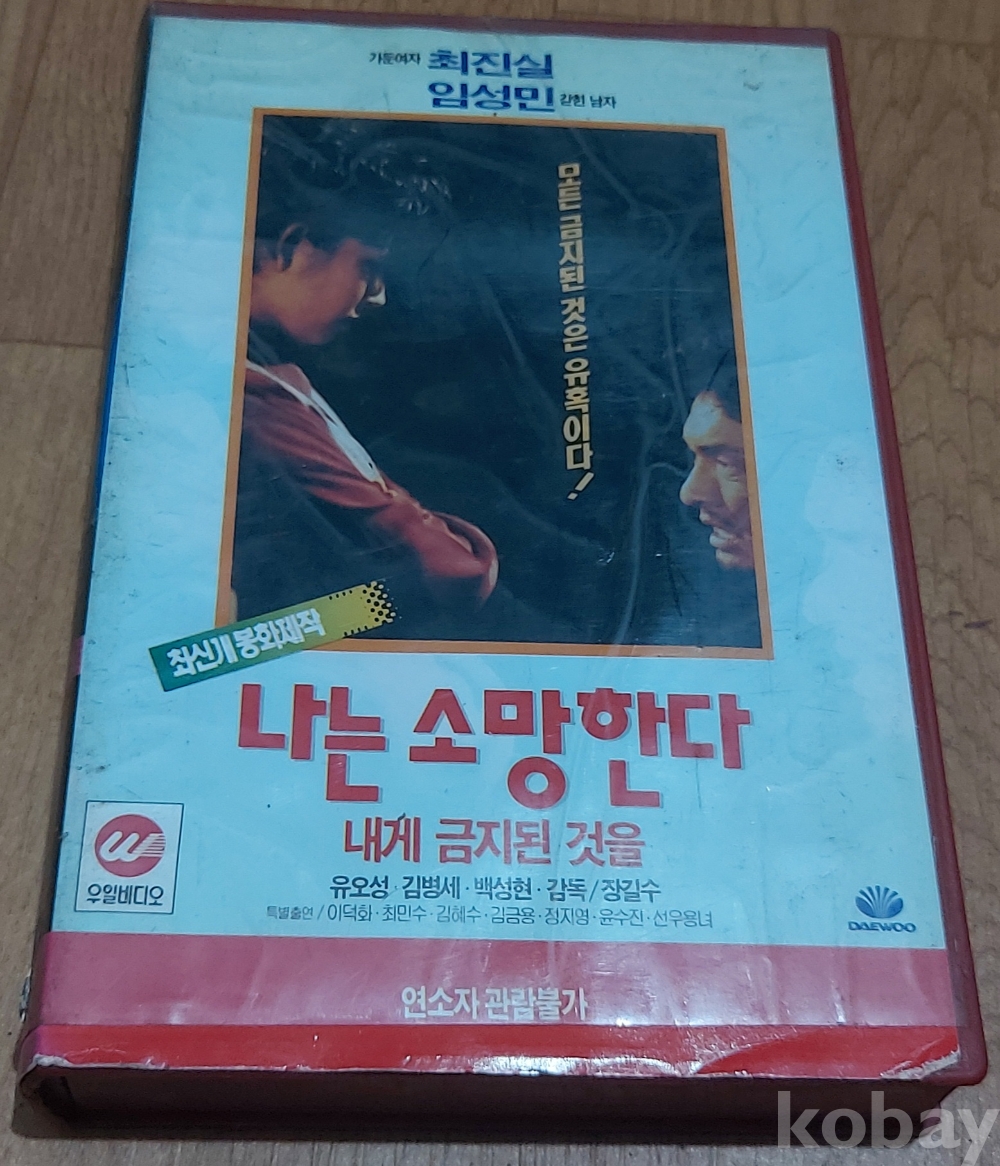 가둔여자 최진실
임성민 갇힌 남자
모든 금지된 것은 유혹이다!
최신개봉화제작
나는 소망한다
내게 금지된 것을
유오성·김병세·백성현·감독/장길수
특별출연/이덕화·최민수·김혜수·김금용·정지영·윤수진·선우용녀
우일비디오
DAEWOO
연소자 관람불가
kobay